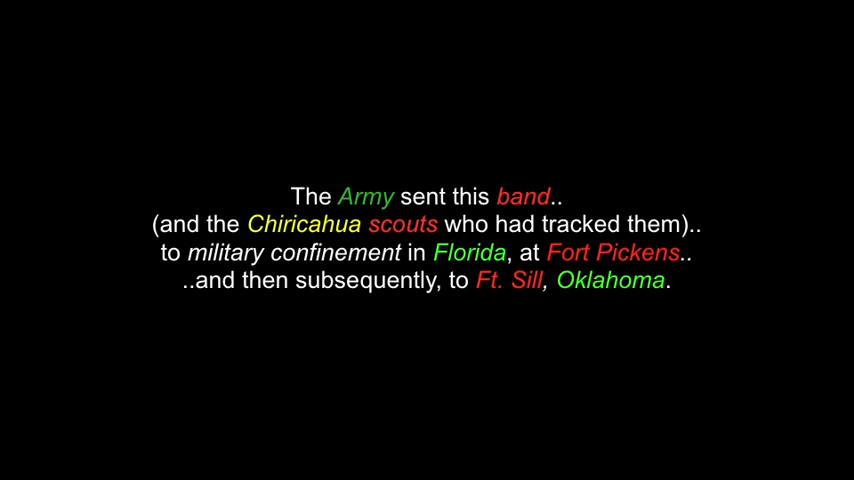 The Army sent this band..
(and the Chiricahua scouts who had tracked them)..
to military confinement in Florida, at Fort Pickens..
..and then subsequently, to Ft. Sill, Oklahoma.